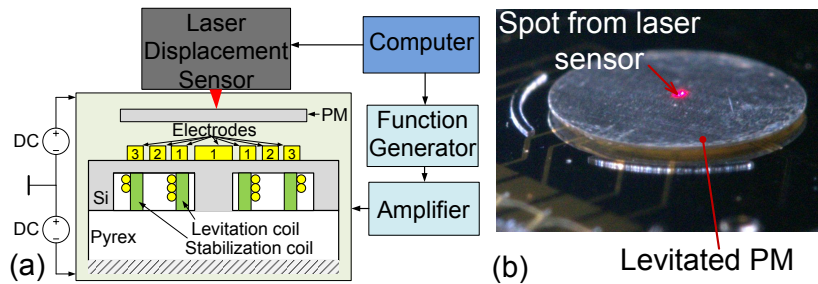 Laser
Displacement
Sensor
Computer
PM
Electrodes
3 2 1 1 1 2 3
DC
Function
Generator
Si
Levitation coil
Stabilization coil
Amplifier
DC
Pyrex
(a)
Spot from laser
sensor
Levitated PM
(b)